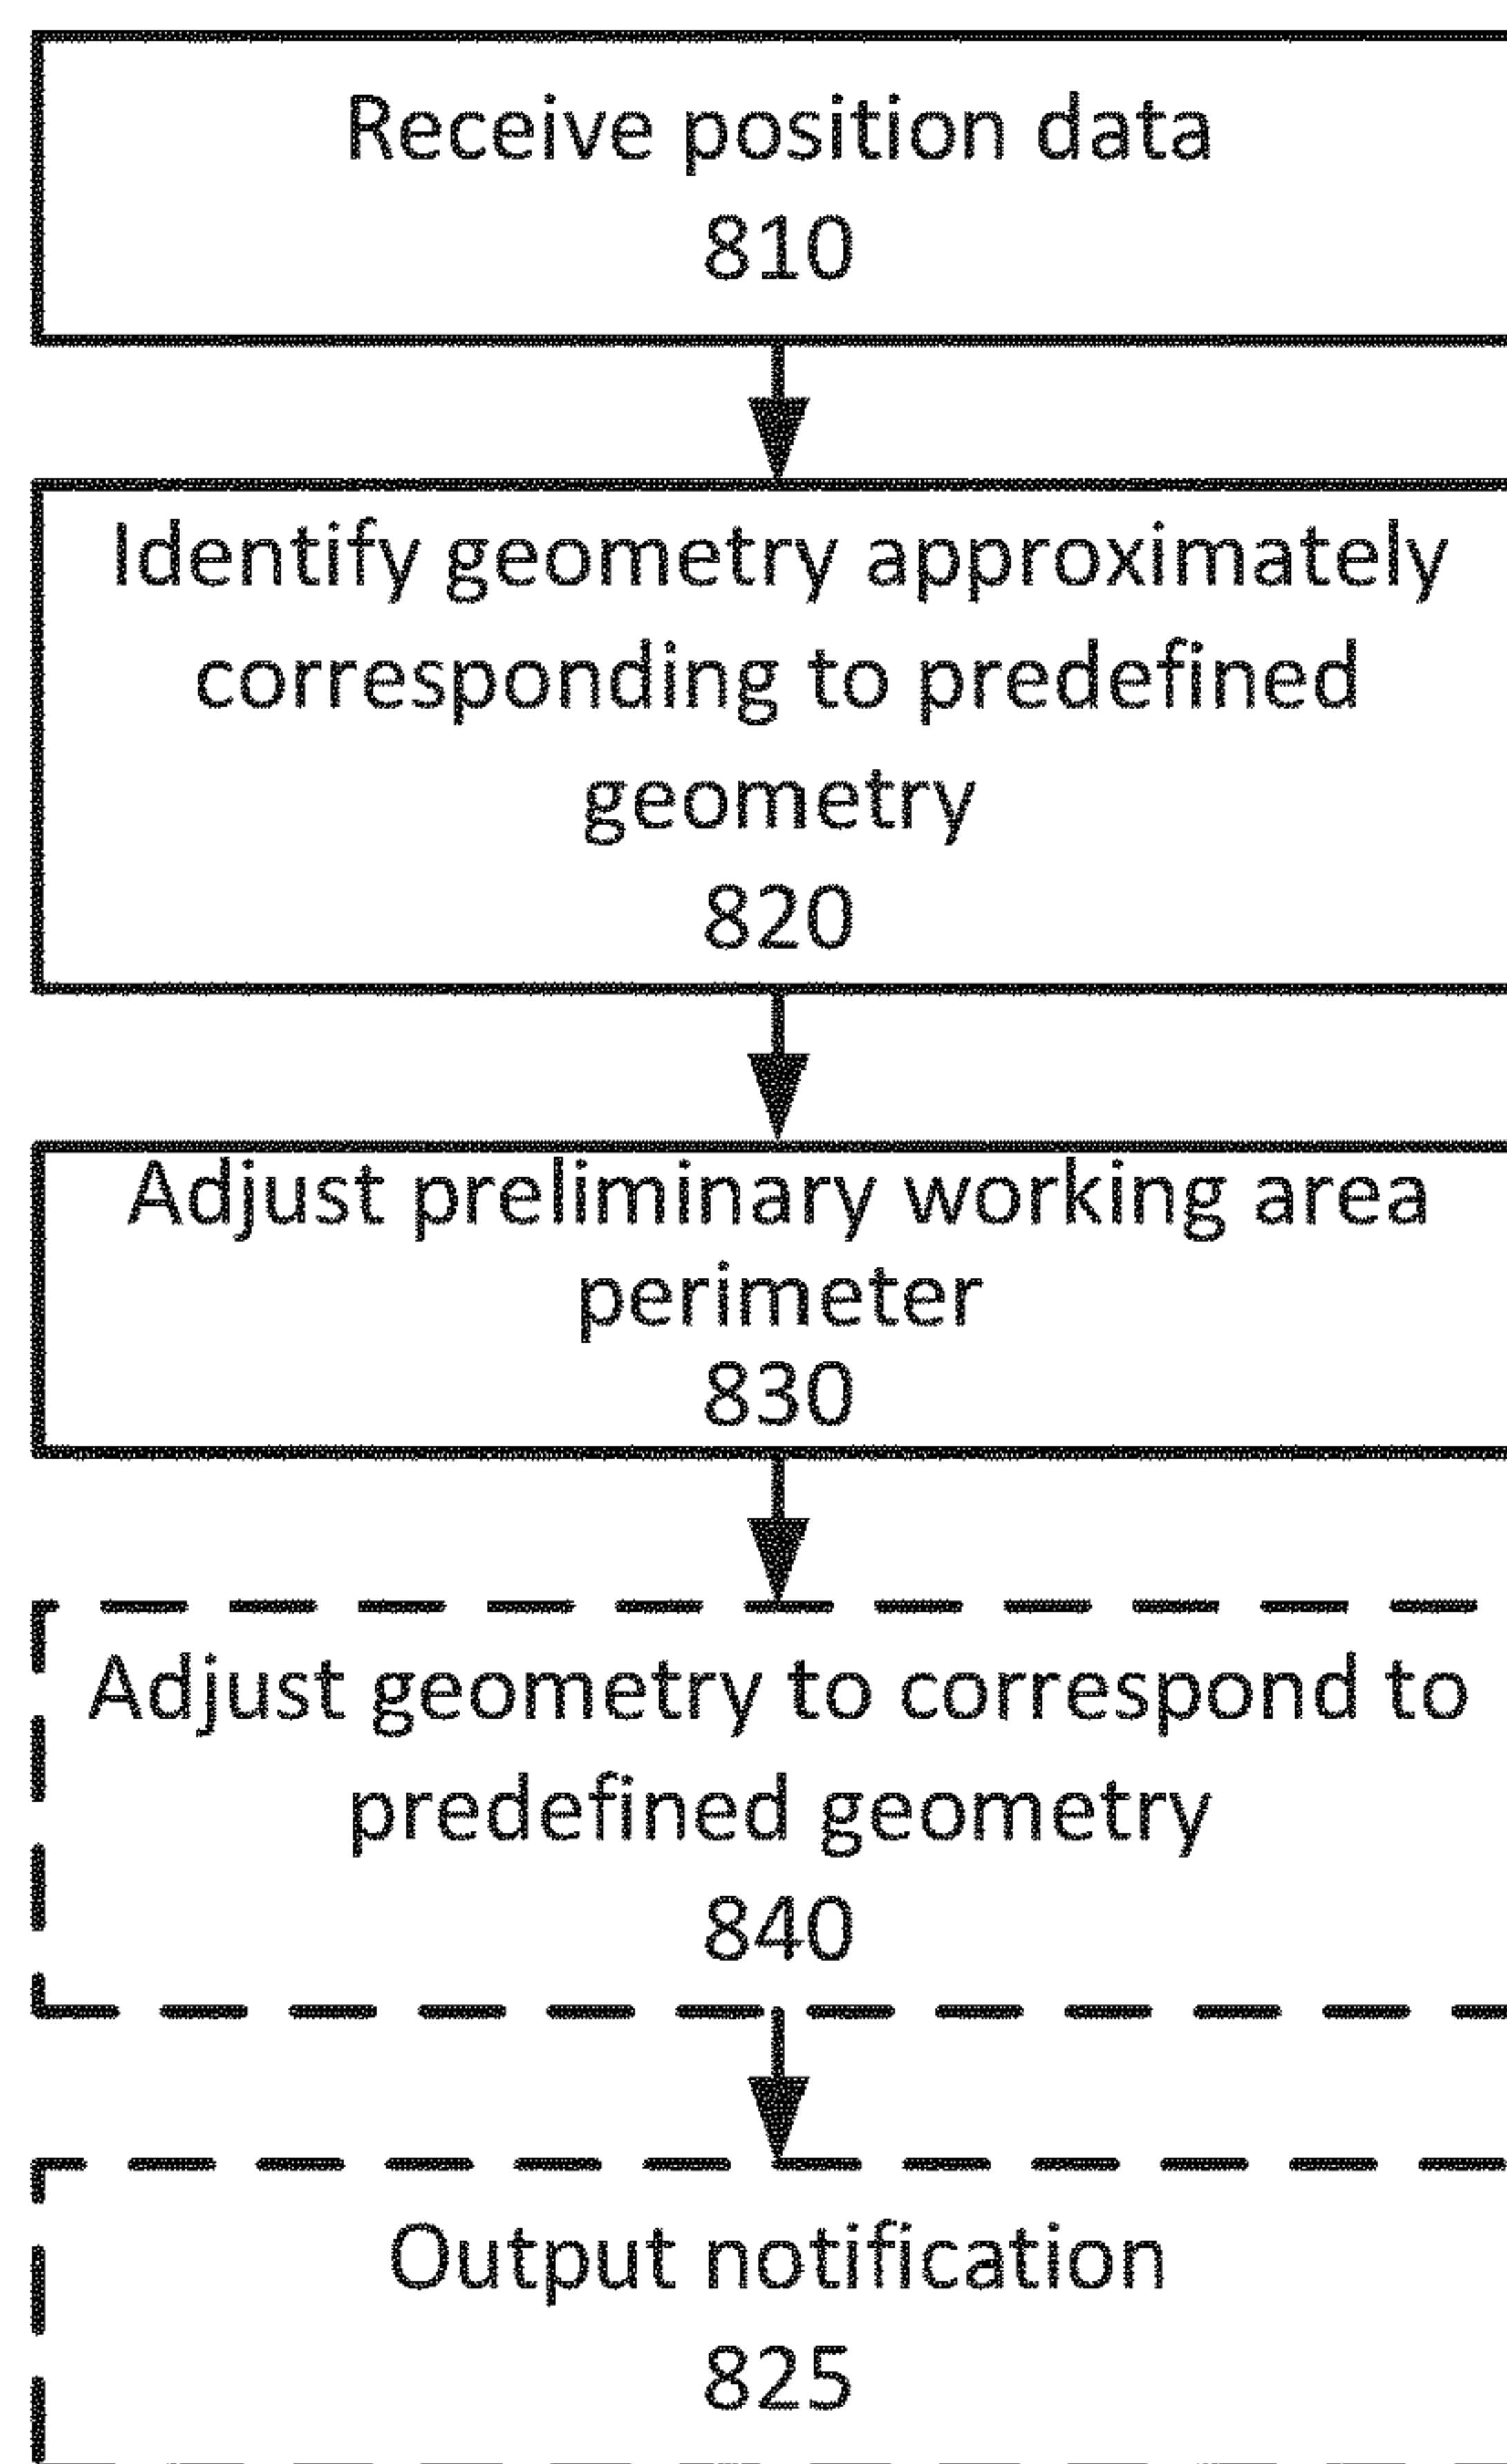 Receive position data
810
Identify geometry approximately
corresponding to predefined
geometry
820
Adjust preliminary working area
perimeter
830
Adjust geometry to correspond to
predefined geometry
840
Output notification
825